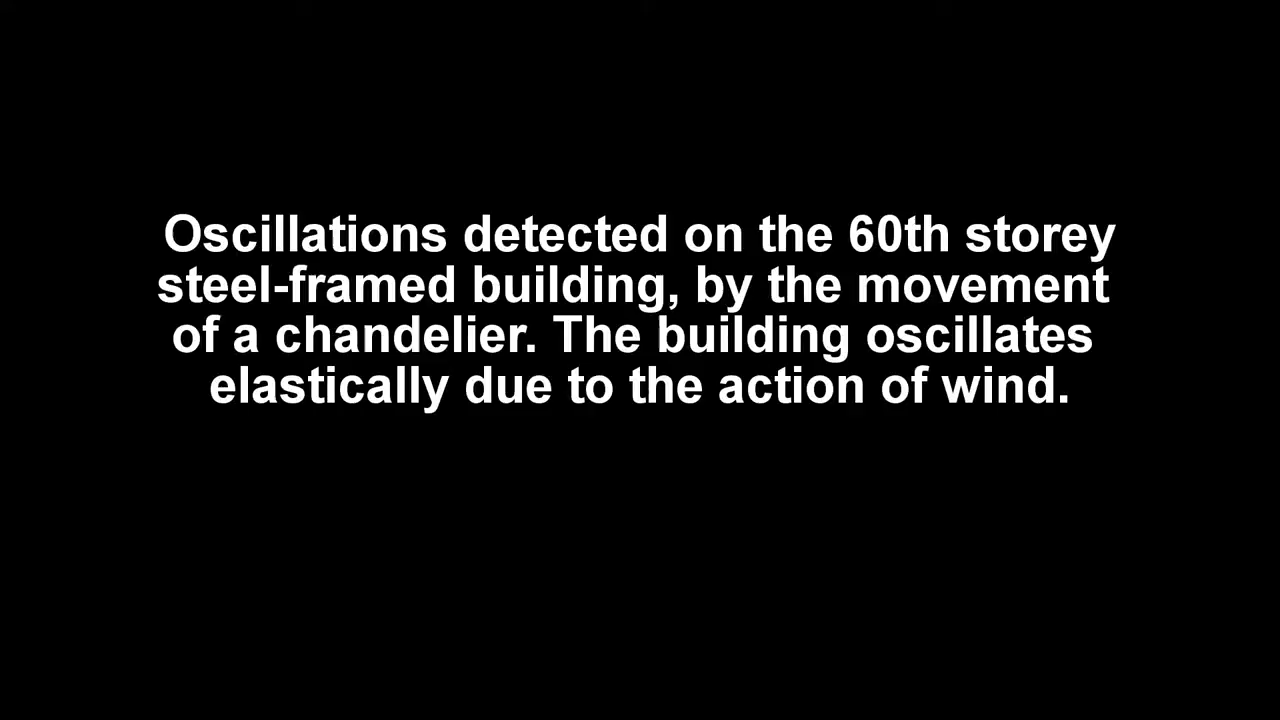 Oscillations detected on the 60th storey
steel-framed building, by the movement
of a chandelier. The building oscillates
elastically due to the action of wind.